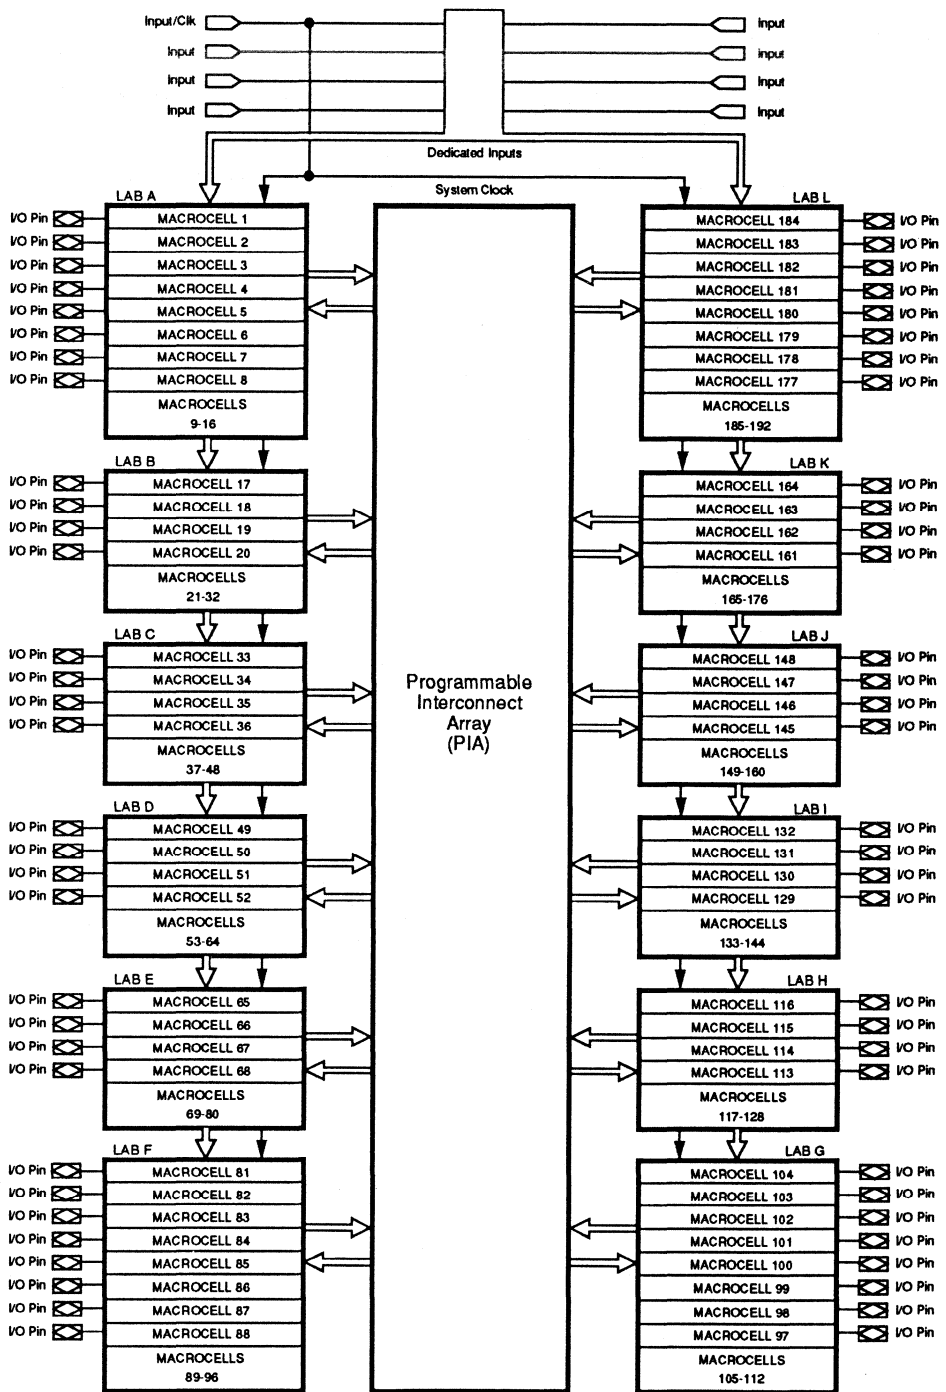 Input/Clk
Input
Input
Input
Input
Input
Input
Input
Dedicated Inputs
System Clock
LAB A
I/O Pin MACROCELL 1
I/O Pin MACROCELL 2
I/O Pin MACROCELL 3
I/O Pin MACROCELL 4
I/O Pin MACROCELL 5
I/O Pin MACROCELL 6
I/O Pin MACROCELL 7
I/O Pin MACROCELL 8
MACROCELLS
9-16
LAB B
I/O Pin MACROCELL 17
I/O Pin MACROCELL 18
I/O Pin MACROCELL 19
I/O Pin MACROCELL 20
MACROCELLS
21-32
LAB C
I/O Pin MACROCELL 33
I/O Pin MACROCELL 34
I/O Pin MACROCELL 35
I/O Pin MACROCELL 36
MACROCELLS
37-48
LAB D
I/O Pin MACROCELL 49
I/O Pin MACROCELL 50
I/O Pin MACROCELL 51
I/O Pin MACROCELL 52
MACROCELLS
53-64
LAB E
I/O Pin MACROCELL 65
I/O Pin MACROCELL 66
I/O Pin MACROCELL 67
I/O Pin MACROCELL 68
MACROCELLS
69-80
LAB F
I/O Pin MACROCELL 81
I/O Pin MACROCELL 82
I/O Pin MACROCELL 83
I/O Pin MACROCELL 84
I/O Pin MACROCELL 85
I/O Pin MACROCELL 86
I/O Pin MACROCELL 87
I/O Pin MACROCELL 88
MACROCELLS
89-96
Programmable
Interconnect
Array
(PIA)
LAB L
MACROCELL 184 I/O Pin
MACROCELL 183 I/O Pin
MACROCELL 182 I/O Pin
MACROCELL 181 I/O Pin
MACROCELL 180 I/O Pin
MACROCELL 179 I/O Pin
MACROCELL 178 I/O Pin
MACROCELL 177 I/O Pin
MACROCELLS
185-192
LAB K
MACROCELL 164 I/O Pin
MACROCELL 163 I/O Pin
MACROCELL 162 I/O Pin
MACROCELL 161 I/O Pin
MACROCELLS
165-176
LAB J
MACROCELL 148 I/O Pin
MACROCELL 147 I/O Pin
MACROCELL 146 I/O Pin
MACROCELL 145 I/O Pin
MACROCELLS
149-160
LAB I
MACROCELL 132 I/O Pin
MACROCELL 131 I/O Pin
MACROCELL 130 I/O Pin
MACROCELL 129 I/O Pin
MACROCELLS
133-144
LAB H
MACROCELL 116 I/O Pin
MACROCELL 115 I/O Pin
MACROCELL 114 I/O Pin
MACROCELL 113 I/O Pin
MACROCELLS
117-128
LAB G
MACROCELL 104 I/O Pin
MACROCELL 103 I/O Pin
MACROCELL 102 I/O Pin
MACROCELL 101 I/O Pin
MACROCELL 100 I/O Pin
MACROCELL 99 I/O Pin
MACROCELL 98 I/O Pin
MACROCELL 97 I/O Pin
MACROCELLS
105-112